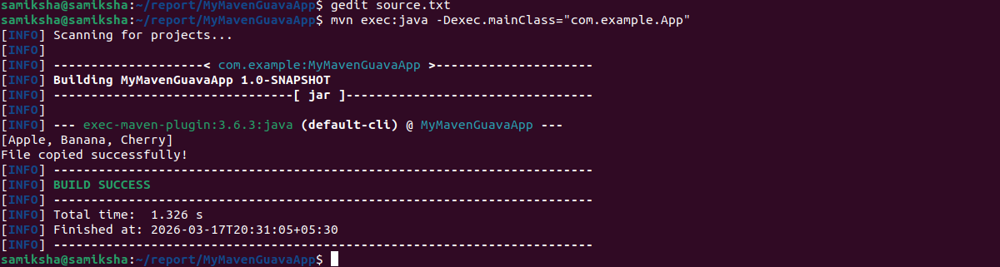 samiksha@samiksha:~/report/MyMavenGuavaApp$ gedit source.txt
samiksha@samiksha:~/report/MyMavenGuavaApp$ mvn exec:java -Dexec.mainClass="com.example.App"
[INFO] Scanning for projects...
[INFO]
[INFO] --------------------< com.example:MyMavenGuavaApp >---------------------
[INFO] Building MyMavenGuavaApp 1.0-SNAPSHOT
[INFO] --------------------------------[ jar ]---------------------------------
[INFO]
[INFO] --- exec-maven-plugin:3.6.3:java (default-cli) @ MyMavenGuavaApp ---
[Apple, Banana, Cherry]
File copied successfully!
[INFO] ------------------------------------------------------------------------
[INFO] BUILD SUCCESS
[INFO] ------------------------------------------------------------------------
[INFO] Total time:  1.326 s
[INFO] Finished at: 2026-03-17T20:31:05+05:30
[INFO] ------------------------------------------------------------------------
samiksha@samiksha:~/report/MyMavenGuavaApp$